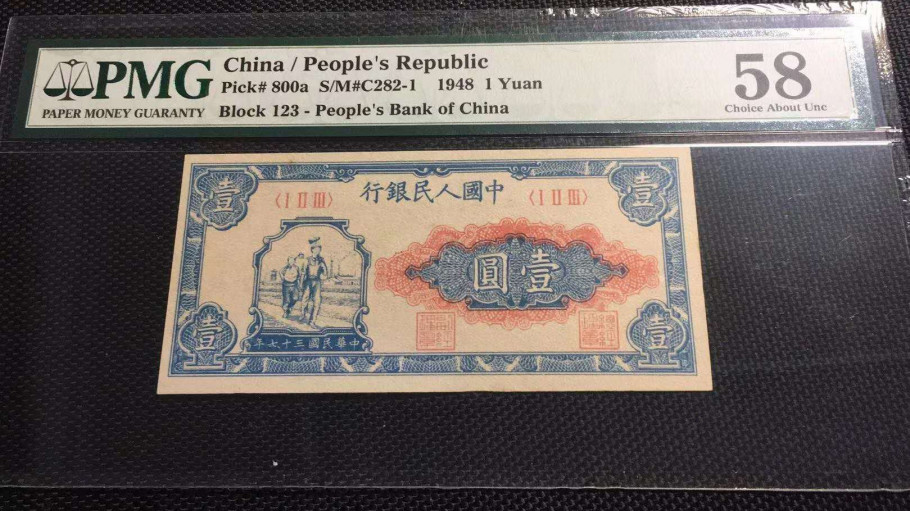 PMG
PAPER MONEY GUARANTY
China / People's Republic
Pick# 800a S/M#C282-1 1948 1 Yuan
Block 123 - People's Bank of China
58
Choice About Unc
壹
〈I II III〉
行銀民人國中
〈I II III〉
壹
圓壹
年七十三國民華中
壹
壹